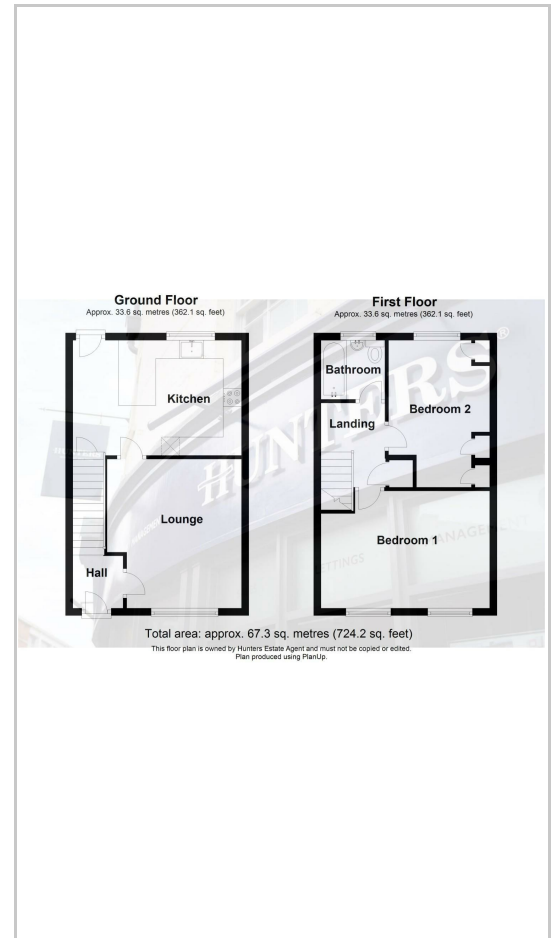 Ground Floor
Approx. 33.6 sq. metres (362.1 sq. feet)
Kitchen
Lounge
Hall
First Floor
Approx. 33.6 sq. metres (362.1 sq. feet)
Bathroom
Bedroom 2
Landing
Bedroom 1
HUNTERS®
HUNTERS
Total area: approx. 67.3 sq. metres (724.2 sq. feet)
This floor plan is owned by Hunters Estate Agent and must not be copied or edited.
Plan produced using PlanUp.